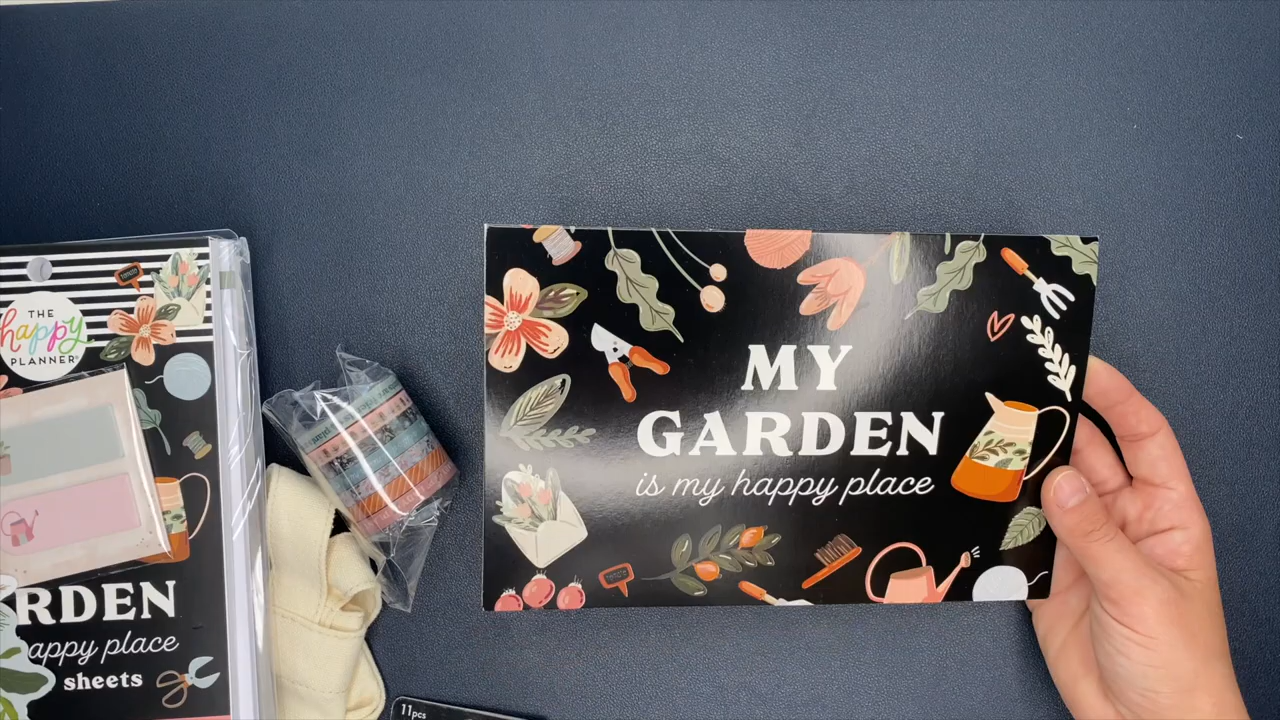 THE
happy
PLANNER
RDEN
appy place
sheets
MY
GARDEN
is my happy place
11pcs